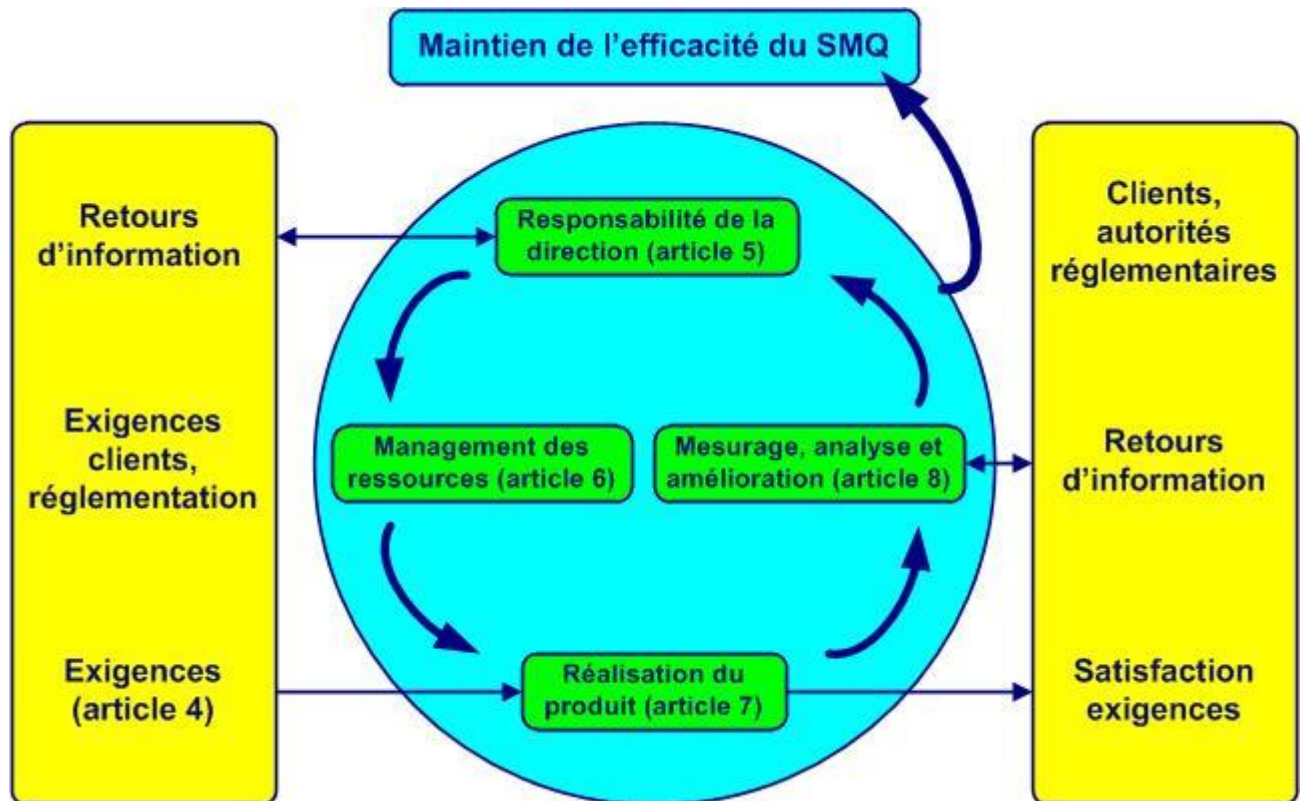 Maintien de l'efficacité du SMQ
Retours
d'information
Exigences
clients,
réglementation
Exigences
(article 4)
Responsabilité de la
direction (article 5)
Management des
ressources (article 6)
Mesurage, analyse et
amélioration (article 8)
Réalisation du
produit (article 7)
Clients,
autorités
réglementaires
Retours
d'information
Satisfaction
exigences